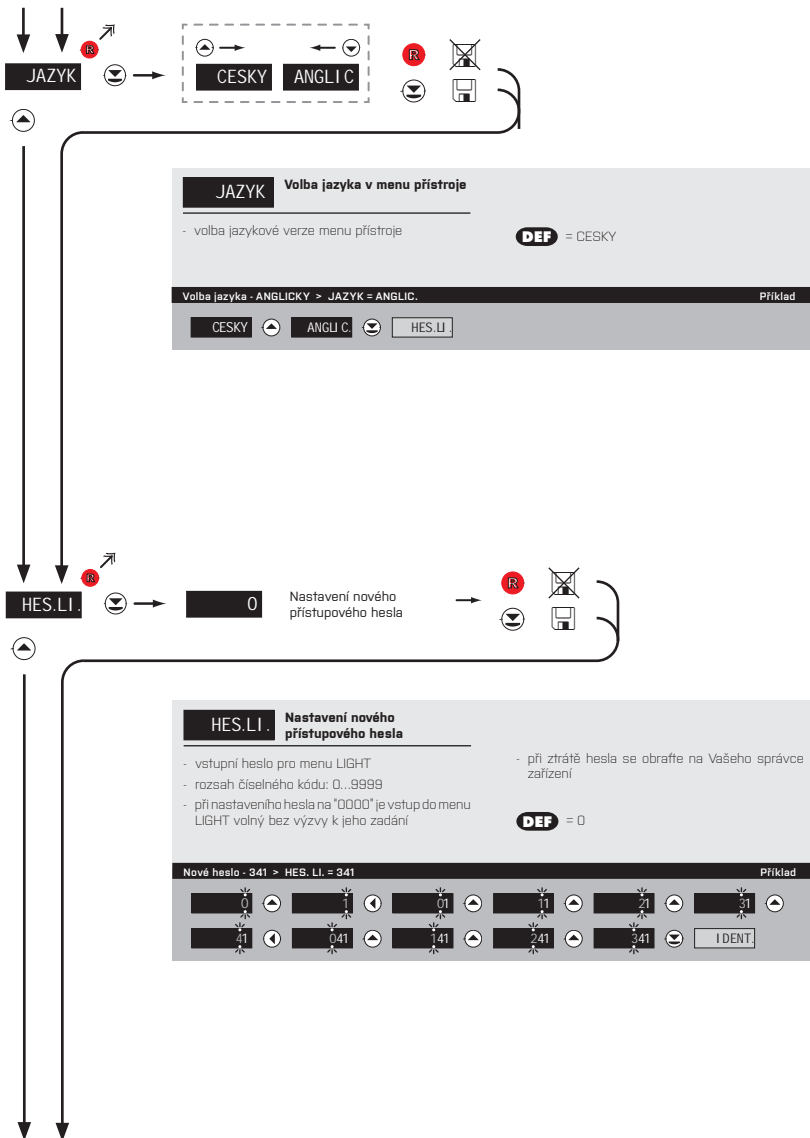 R
JAZYK
CESKY
ANGLIC
R
JAZYK
Volba jazyka v menu přístroje
- volba jazykové verze menu přístroje
DEF = CESKY
Volba jazyka - ANGLICKY > JAZYK = ANGLIC.
Příklad
CESKY
ANGLIC.
HES.LI.
R
HES.LI.
0
Nastavení nového
přístupového hesla
R
HES.LI.
Nastavení nového
přístupového hesla
- vstupní heslo pro menu LIGHT
- rozsah číselného kódu: 0...9999
- při nastaveního hesla na "0000" je vstup do menu
LIGHT volný bez výzvy k jeho zadání
- při ztrátě hesla se obraťte na Vašeho správce
zařízení
DEF = 0
Nové heslo - 341 > HES. LI. = 341
Příklad
0 1 01 11 21 31
41 041 141 241 341 IDENT.